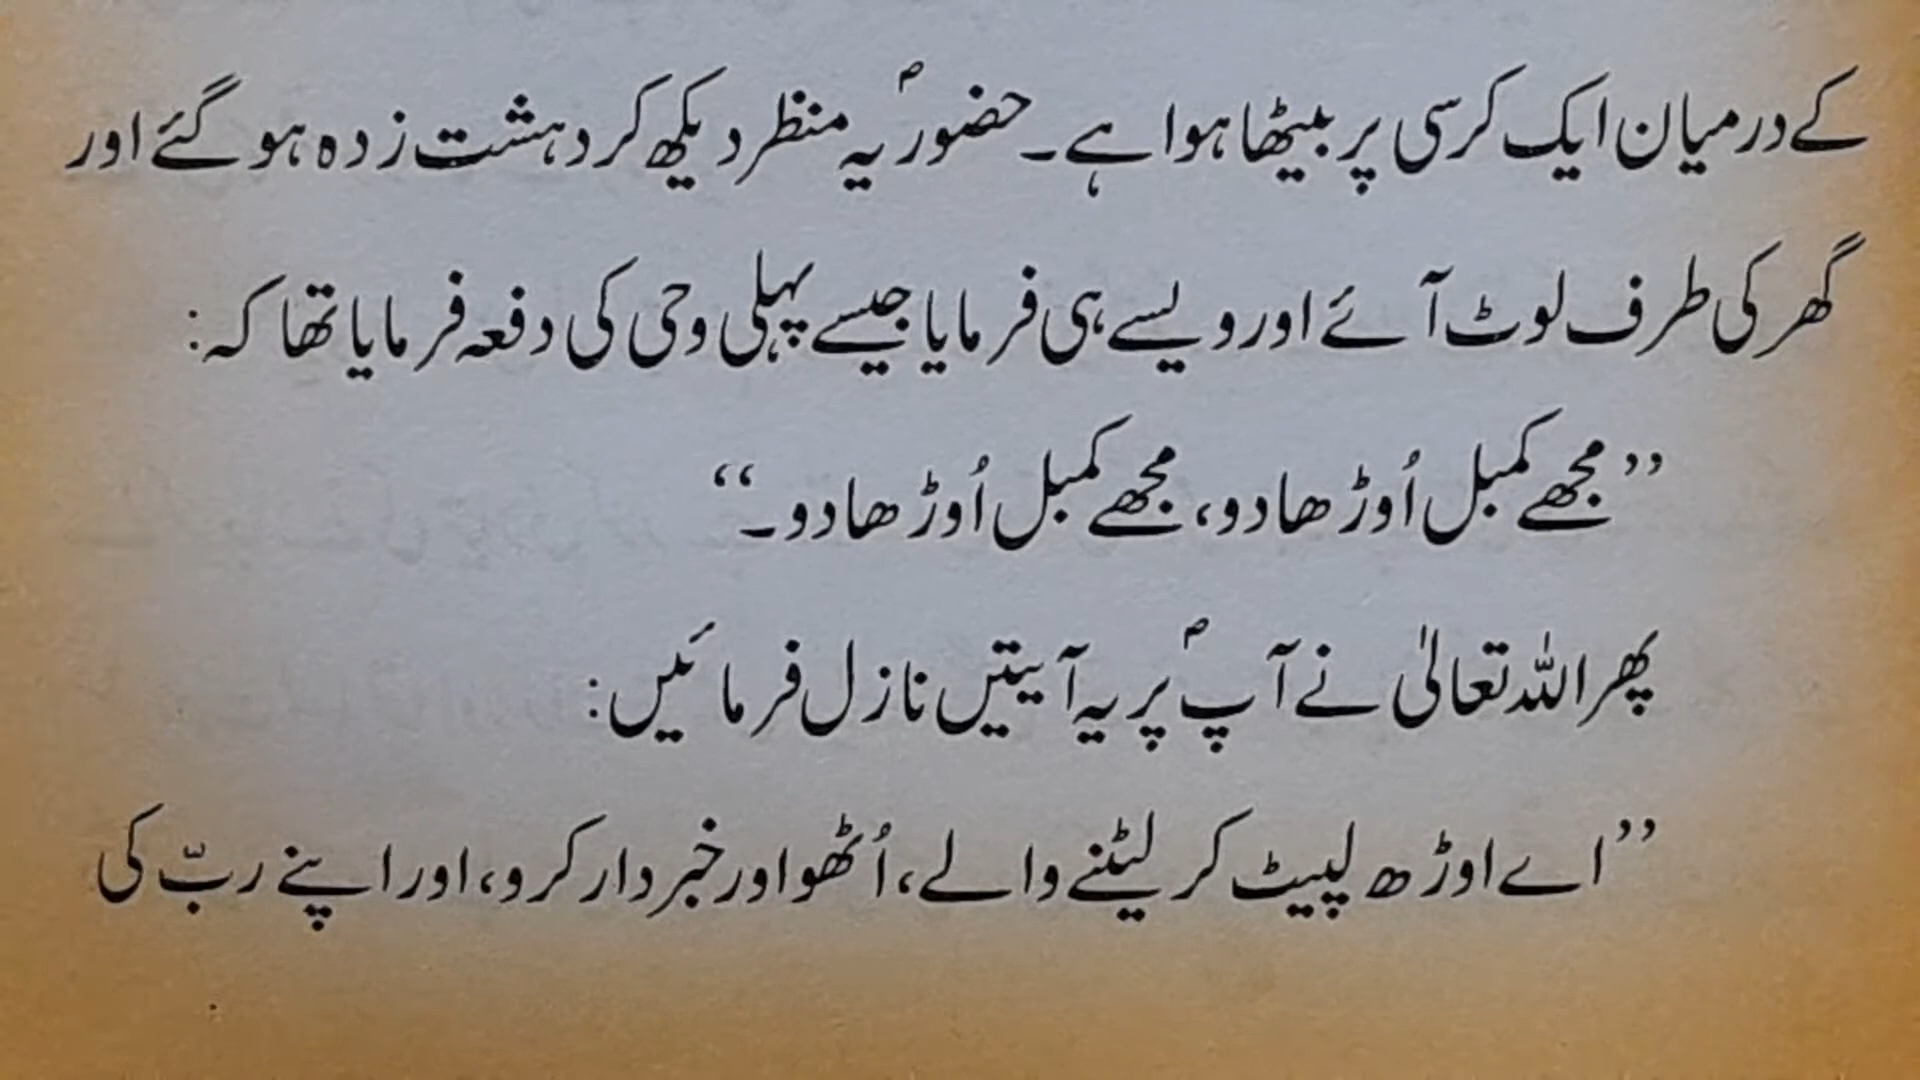 کے درمیان ایک کرسی پر بیٹھا ہوا ہے۔ حضورؐ یہ منظر دیکھ کر دہشت زدہ ہو گئے اور
گھر کی طرف لوٹ آئے اور ویسے ہی فرمایا جیسے پہلی وحی کی دفعہ فرمایا تھا کہ:
’’مجھے کمبل اُوڑھا دو، مجھے کمبل اُوڑھا دو۔‘‘
پھر اللہ تعالیٰ نے آپؐ پر یہ آیتیں نازل فرمائیں:
’’اے اوڑھ لپیٹ کر لیٹنے والے، اُٹھو اور خبردار کرو، اور اپنے ربّ کی